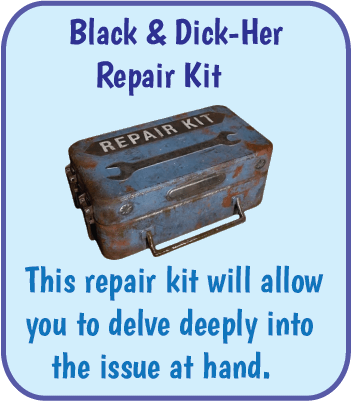 Black & Dick-Her
Repair Kit
REPAIR KIT
This repair kit will allow
you to delve deeply into
the issue at hand.